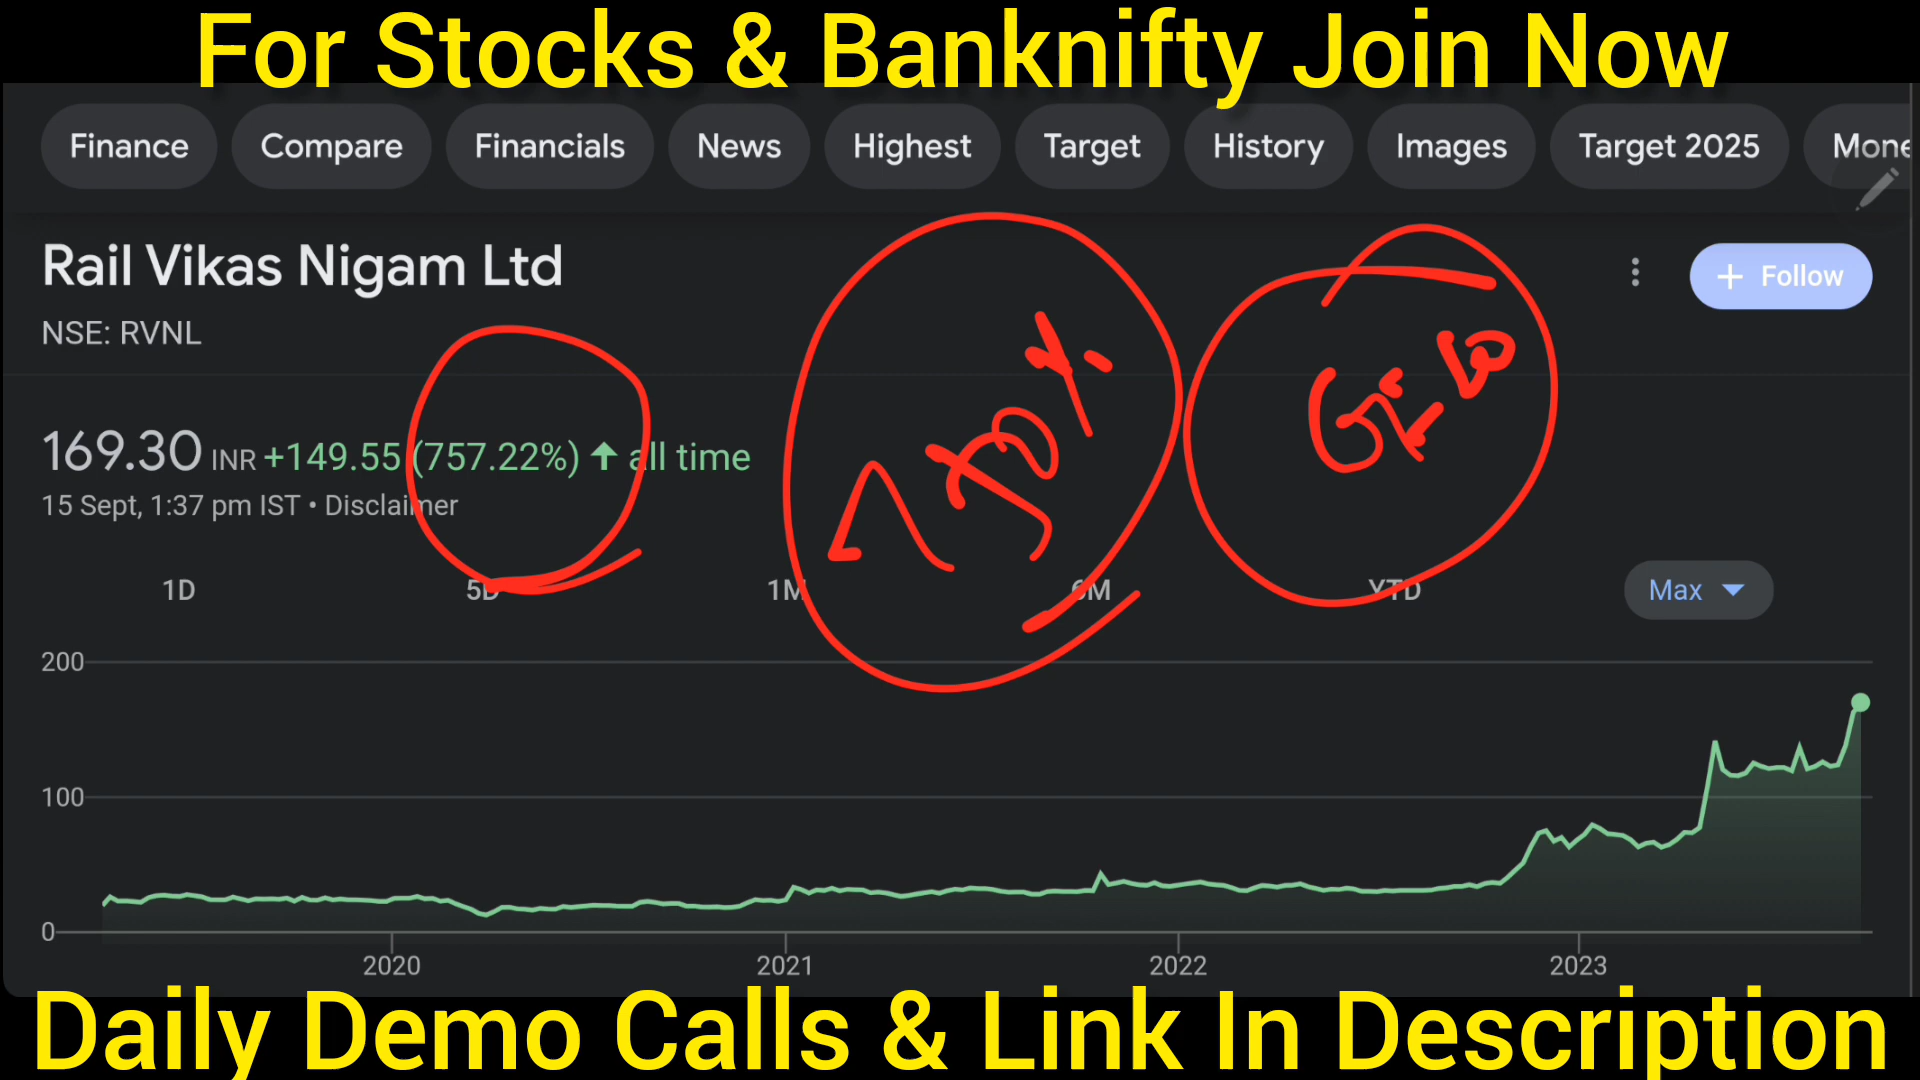 For Stocks & Banknifty Join Now
Finance Compare Financials News Highest Target History Images Target 2025 Mone
Rail Vikas Nigam Ltd
+ Follow
NSE: RVNL
169.30 INR +149.55 (757.22%) ↑ all time
15 Sept, 1:37 pm IST • Disclaimer
1D 5D 1M 6M YTD Max
200
100
0
2020 2021 2022 2023
Daily Demo Calls & Link In Description